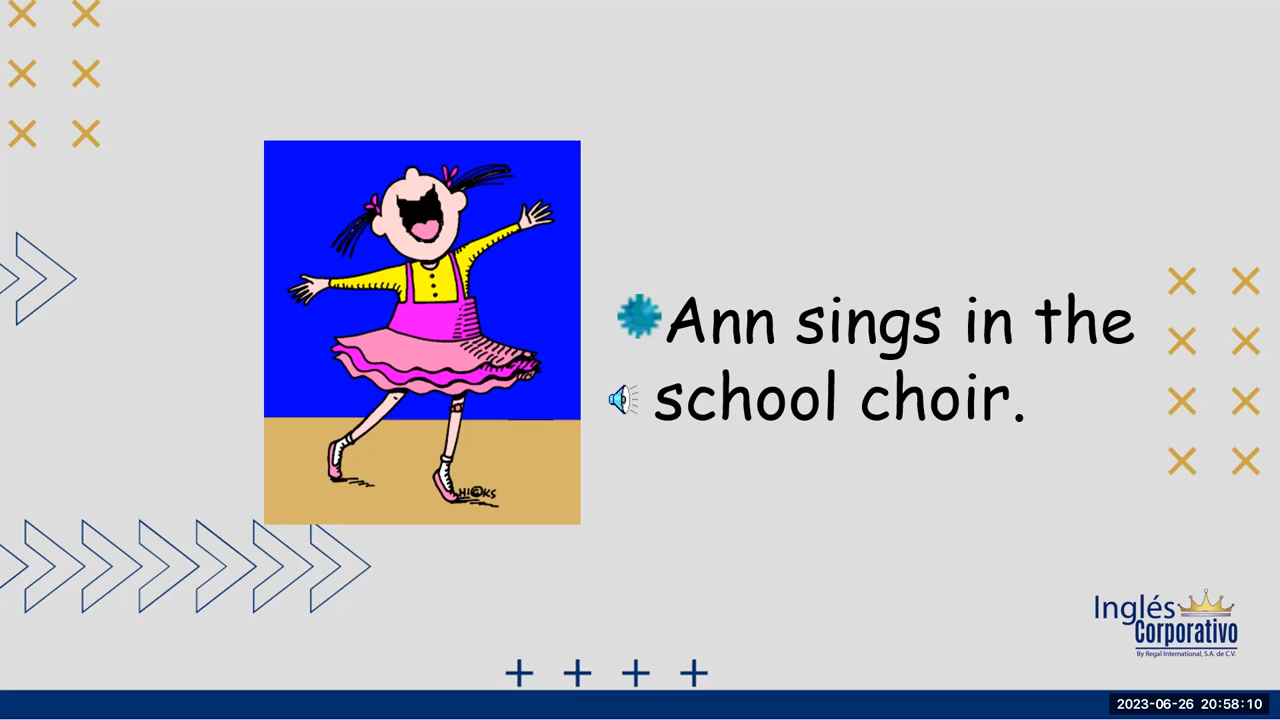 Ann sings in the
school choir.
HICKS
Inglés
Corporativo
By Regal International, S.A. de C.V.
2023-06-26 20:58:10